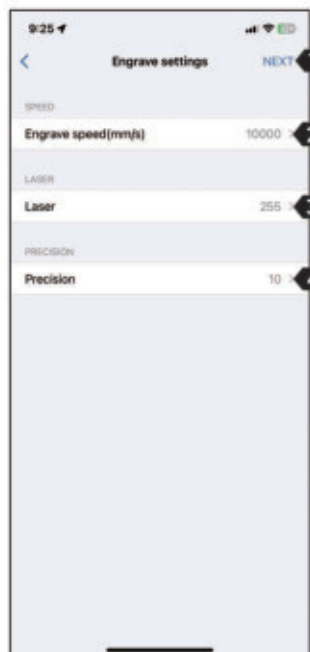 9:25
Engrave settings NEXT
SPEED
Engrave speed(mm/s) 10000
LASER
Laser 255
PRECISION
Precision 10